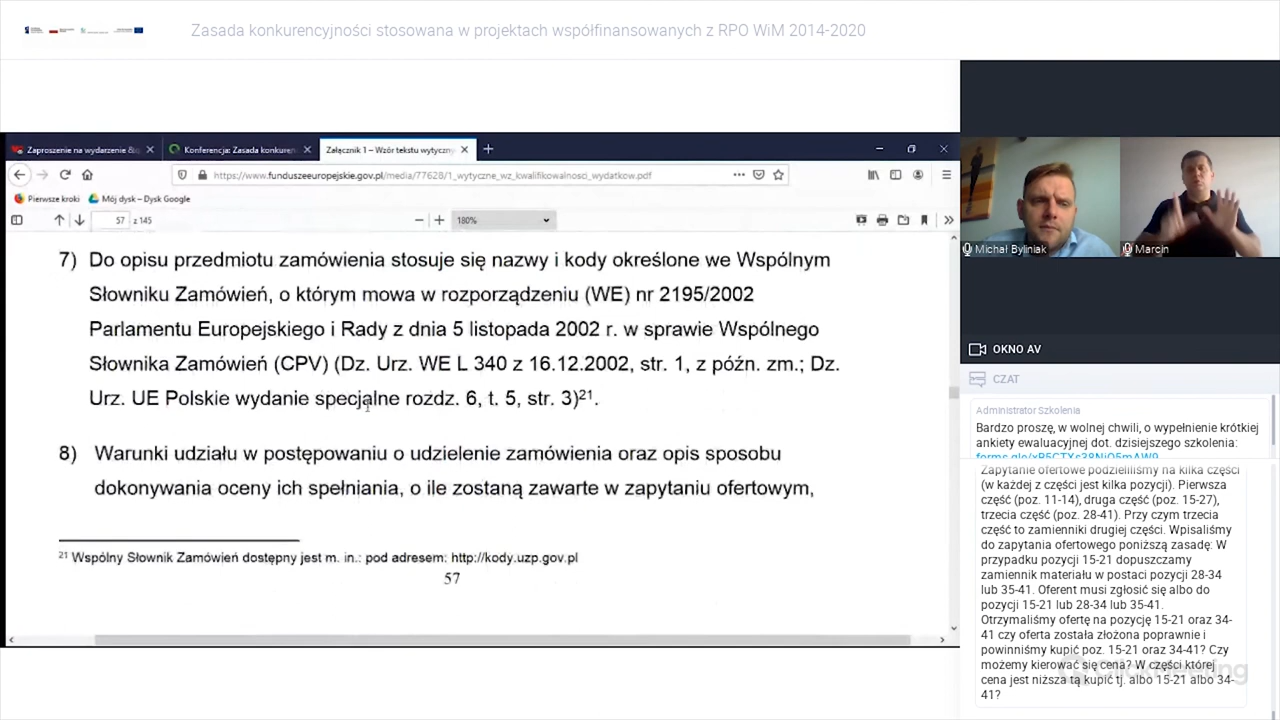 Zasada konkurencyjności stosowana w projektach współfinansowanych z RPO WiM 2014-2020
Zaproszenie na wydarzenie
Konferencja: Zasada konkuren
Załącznik 1 – Wzór tekstu wytyczn
https://www.funduszeeuropejskie.gov.pl/media/77628/1_wytyczne_wz_kwalifikowalnosci_wydatkow.pdf
Pierwsze kroki
Mój dysk – Dysk Google
57
z 145
180%
7) Do opisu przedmiotu zamówienia stosuje się nazwy i kody określone we Wspólnym
Słowniku Zamówień, o którym mowa w rozporządzeniu (WE) nr 2195/2002
Parlamentu Europejskiego i Rady z dnia 5 listopada 2002 r. w sprawie Wspólnego
Słownika Zamówień (CPV) (Dz. Urz. WE L 340 z 16.12.2002, str. 1, z późn. zm.; Dz.
Urz. UE Polskie wydanie specjalne rozdz. 6, t. 5, str. 3)21.
8) Warunki udziału w postępowaniu o udzielenie zamówienia oraz opis sposobu
dokonywania oceny ich spełniania, o ile zostaną zawarte w zapytaniu ofertowym,
21 Wspólny Słownik Zamówień dostępny jest m. in.: pod adresem: http://kody.uzp.gov.pl
57
Michał Byliniak
Marcin
OKNO AV
CZAT
Administrator Szkolenia
Bardzo proszę, w wolnej chwili, o wypełnienie krótkiej
ankiety ewaluacyjnej dot. dzisiejszego szkolenia:
Zapytanie ofertowe podzieliliśmy na kilka części
(w każdej z części jest kilka pozycji). Pierwsza
część (poz. 11-14), druga część (poz. 15-27),
trzecia część (poz. 28-41). Przy czym trzecia
część to zamienniki drugiej części. Wpisaliśmy
do zapytania ofertowego poniższą zasadę: W
przypadku pozycji 15-21 dopuszczamy
zamiennik materiału w postaci pozycji 28-34
lub 35-41. Oferent musi zgłosić się albo do
pozycji 15-21 lub 28-34 lub 35-41.
Otrzymaliśmy ofertę na pozycję 15-21 oraz 34-
41 czy oferta została złożona poprawnie i
powinniśmy kupić poz. 15-21 oraz 34-41? Czy
możemy kierować się ceną? W części której
cena jest niższa tą kupić tj. albo 15-21 albo 34-
41?